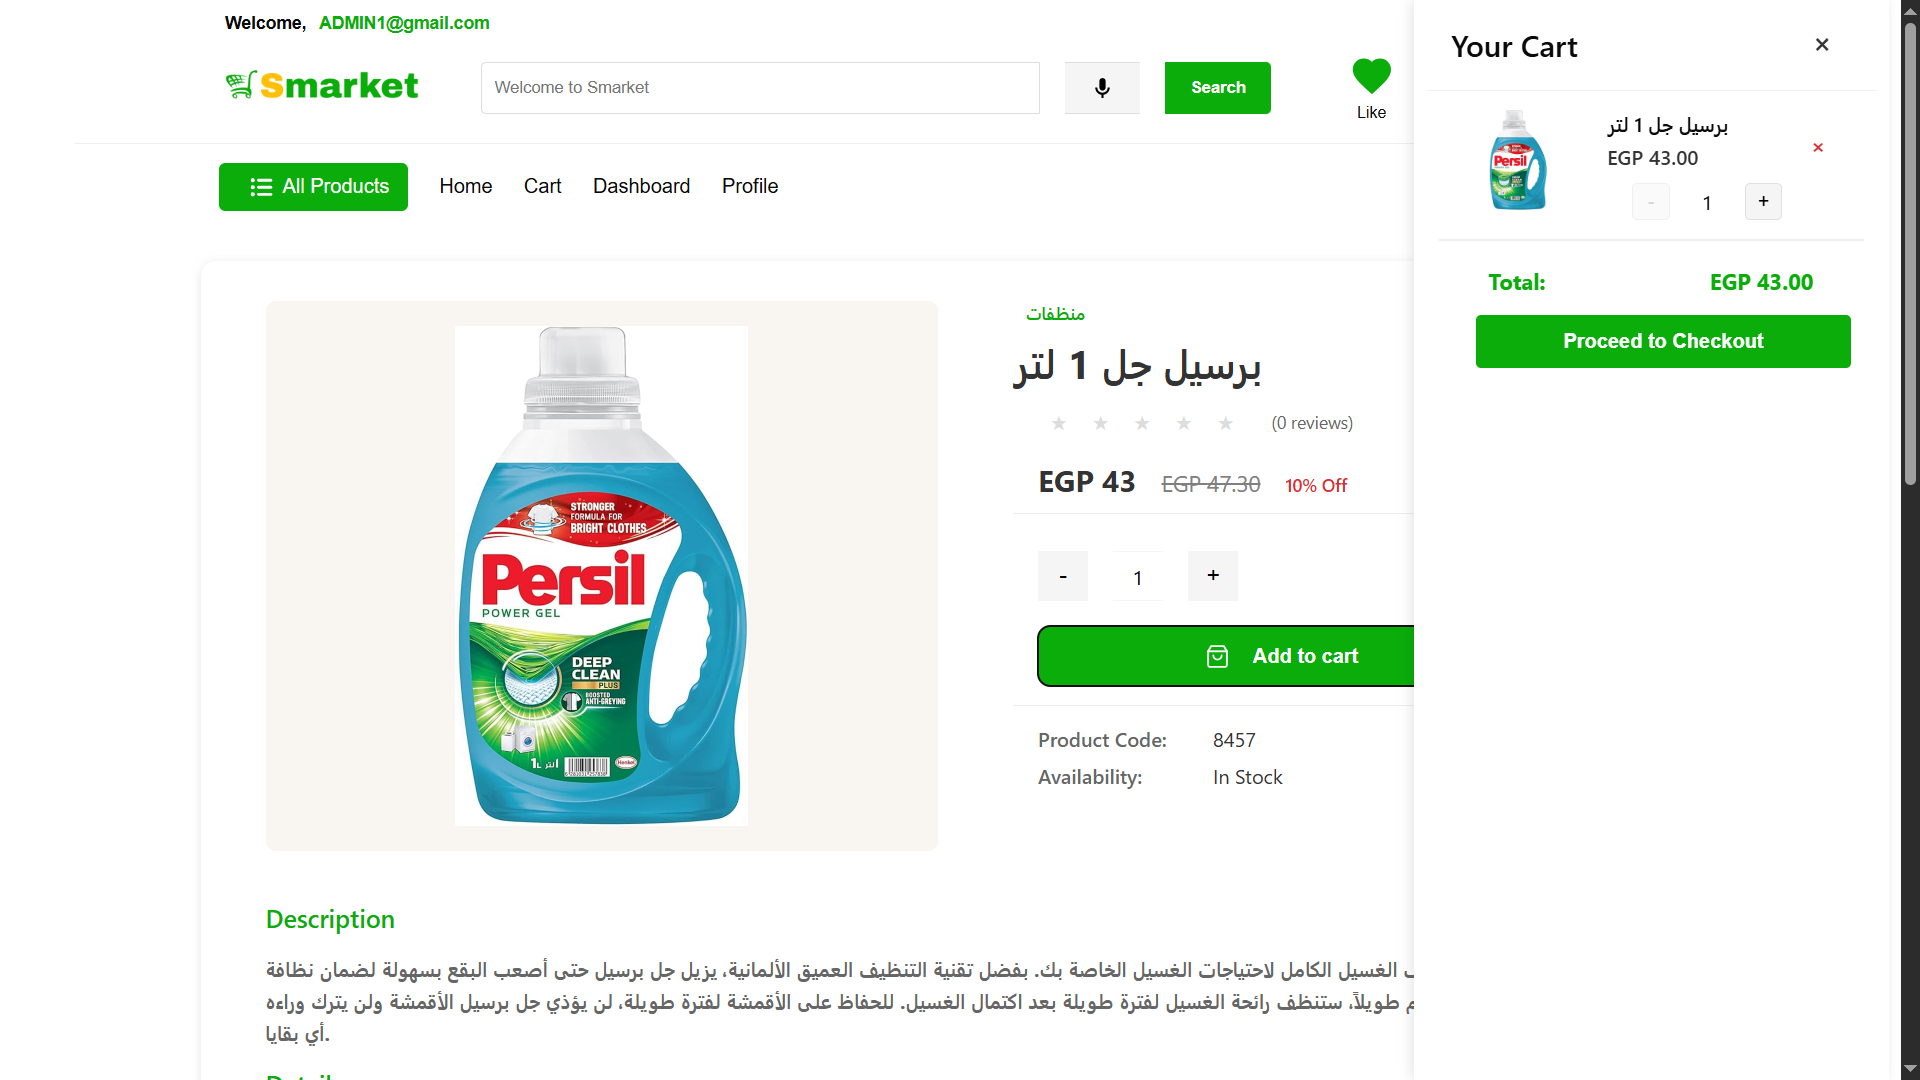 Welcome, ADMIN1@gmail.com
Smarket
Welcome to Smarket
Search
Like
All Products
Home
Cart
Dashboard
Profile
منظفات
برسيل جل 1 لتر
(0 reviews)
EGP 43 EGP 47.30 10% Off
- 1 +
Add to cart
Product Code: 8457
Availability: In Stock
STRONGER
FORMULA FOR
BRIGHT CLOTHES
Persil
POWER GEL
DEEP
CLEAN
PLUS
BOOSTED
ANTI-GREYING
1L لتر
Henkel
Description
الغسيل الكامل لاحتياجات الغسيل الخاصة بك. بفضل تقنية التنظيف العميق الألمانية، يزيل جل برسيل حتى أصعب البقع بسهولة لضمان نظافة
طويلاً، ستنظف رائحة الغسيل لفترة طويلة بعد اكتمال الغسيل. للحفاظ على الأقمشة لفترة طويلة، لن يؤذي جل برسيل الأقمشة ولن يترك وراءه
أي بقايا.
Your Cart ×
برسيل جل 1 لتر
EGP 43.00
×
- 1 +
Total: EGP 43.00
Proceed to Checkout